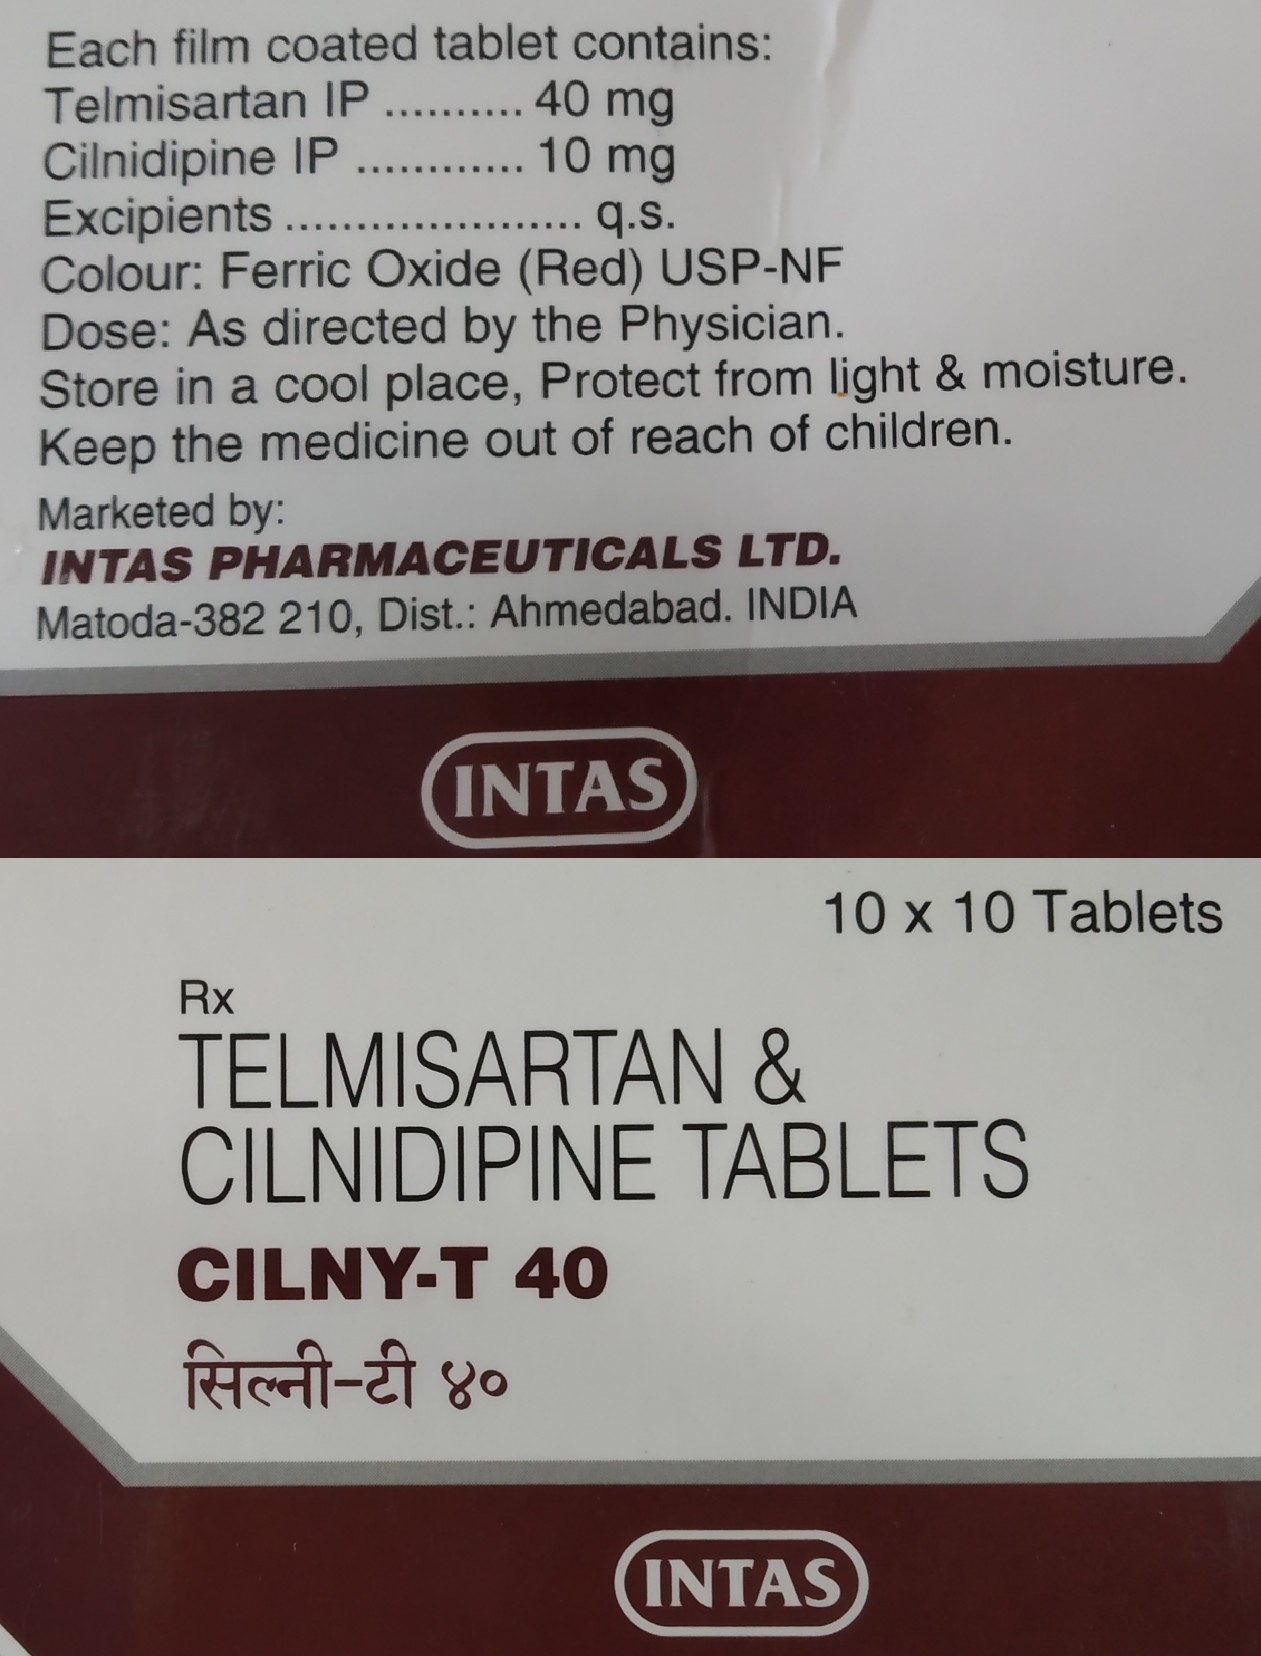 Each film coated tablet contains:
Telmisartan IP .......... 40 mg
Cilnidipine IP ............ 10 mg
Excipients ..................... q.s.
Colour: Ferric Oxide (Red) USP-NF
Dose: As directed by the Physician.
Store in a cool place, Protect from light & moisture.
Keep the medicine out of reach of children.
Marketed by:
INTAS PHARMACEUTICALS LTD.
Matoda-382 210, Dist.: Ahmedabad. INDIA
INTAS
10 x 10 Tablets
Rx
TELMISARTAN &
CILNIDIPINE TABLETS
CILNY-T 40
सिल्नी-टी ४०
INTAS